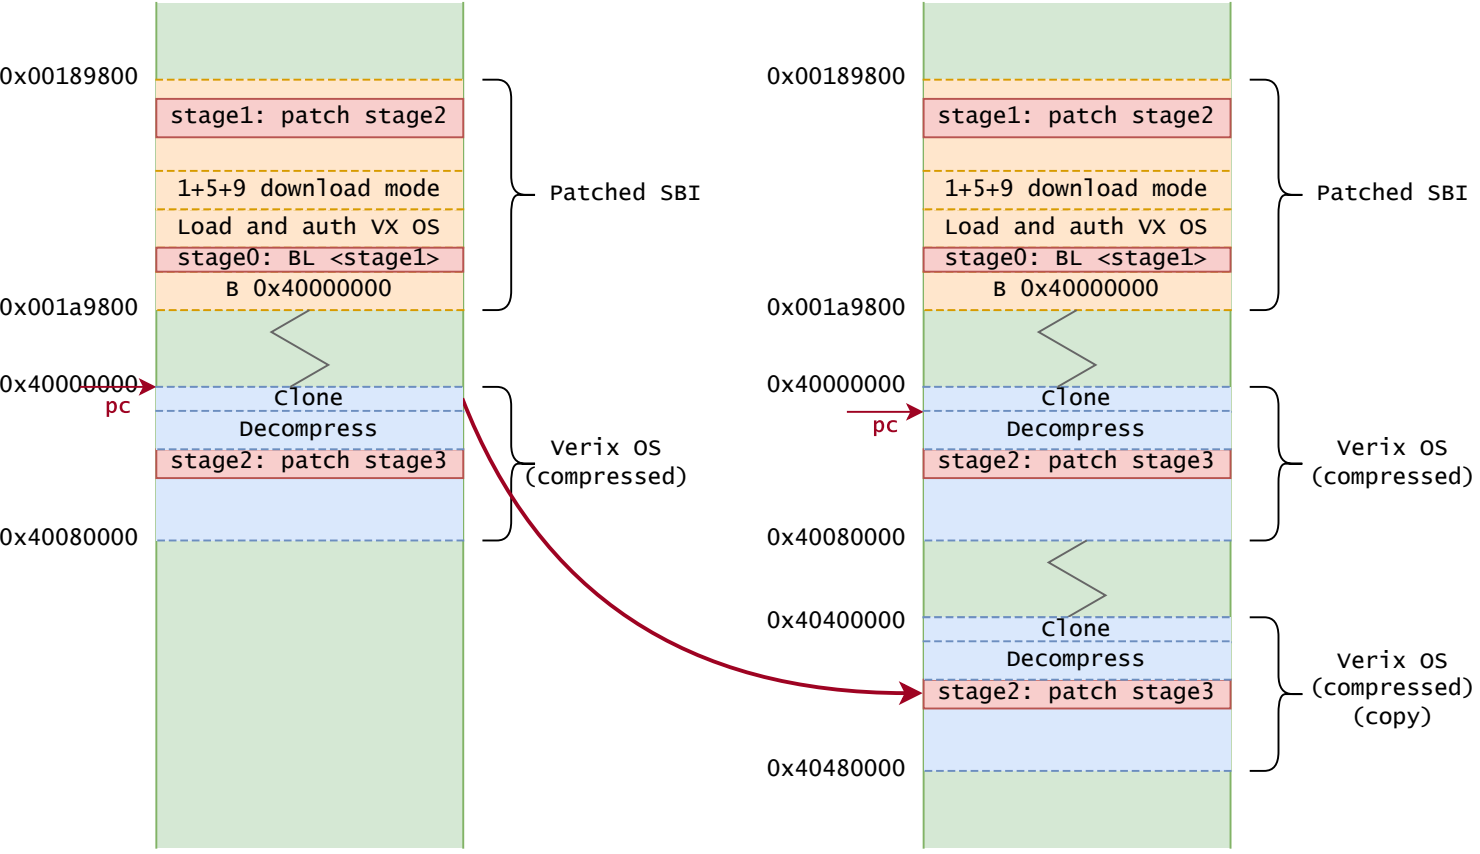 0x00189800
stage1: patch stage2
1+5+9 download mode
Patched SBI
Load and auth VX OS
stage0: BL <stage1>
B 0x40000000
0x001a9800
0x40000000
pc
Clone
Decompress
Verix OS
(compressed)
stage2: patch stage3
0x40080000
0x00189800
stage1: patch stage2
1+5+9 download mode
Patched SBI
Load and auth VX OS
stage0: BL <stage1>
B 0x40000000
0x001a9800
0x40000000
Clone
pc
Decompress
Verix OS
(compressed)
stage2: patch stage3
0x40080000
0x40400000
Clone
Decompress
Verix OS
(compressed)
(copy)
stage2: patch stage3
0x40480000